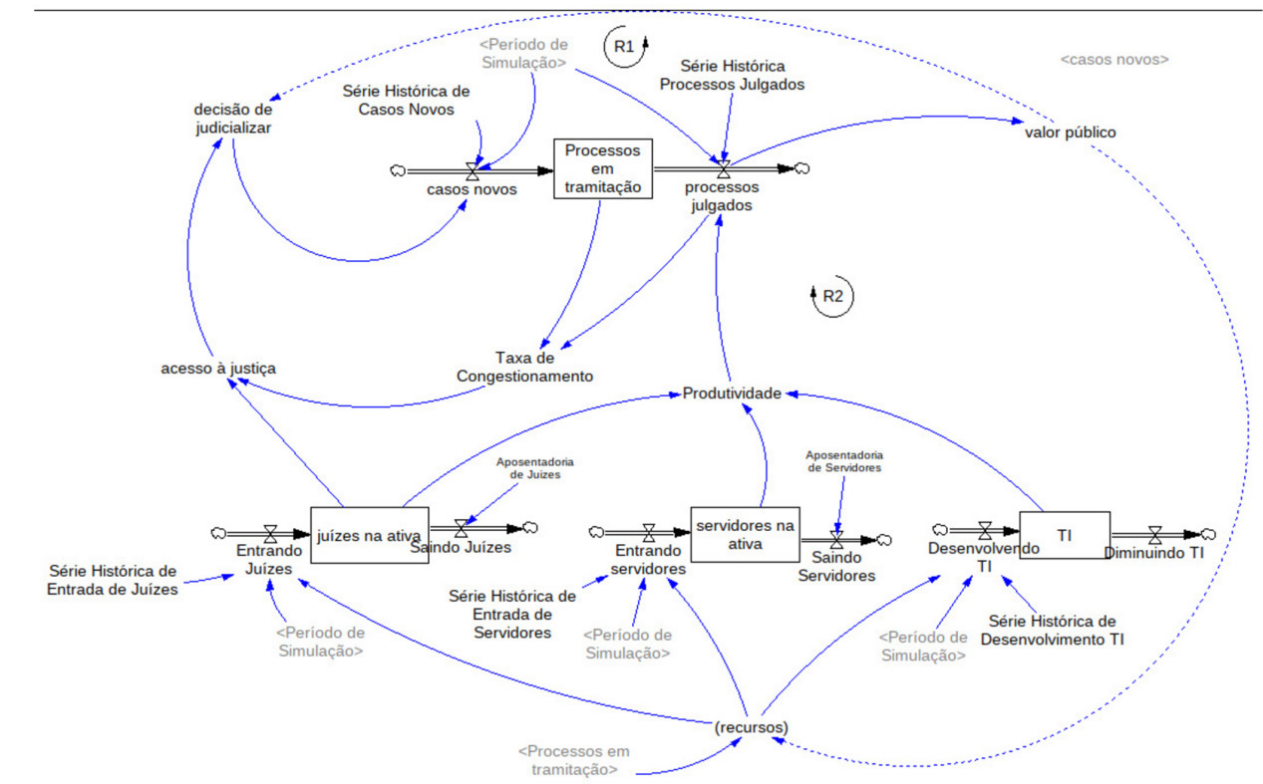 <Período de
Simulação>
R1
<casos novos>
Série Histórica
Processos Julgados
Série Histórica de
Casos Novos
decisão de
judicializar
valor público
Processos
em
tramitação
casos novos
processos
julgados
R2
acesso à justiça
Taxa de
Congestionamento
Produtividade
Aposentadoria
de Juizes
Aposentadoria
de Servidores
juízes na ativa
Saindo Juízes
Entrando
Juízes
servidores na
ativa
Entrando
servidores
Saindo
Servidores
TI
Desenvolvendo
TI
Diminuindo TI
Série Histórica de
Entrada de Juízes
<Período de
Simulação>
Série Histórica de
Entrada de
Servidores
<Período de
Simulação>
<Período de
Simulação>
Série Histórica de
Desenvolvimento TI
(recursos)
<Processos em
tramitação>